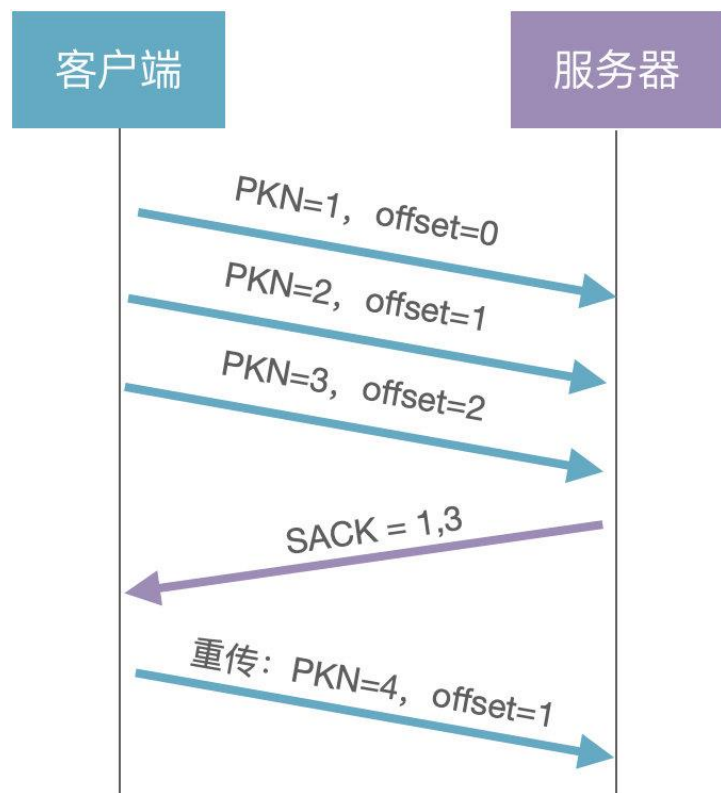 客户端
服务器
PKN=1，offset=0
PKN=2，offset=1
PKN=3，offset=2
SACK = 1,3
重传：PKN=4，offset=1